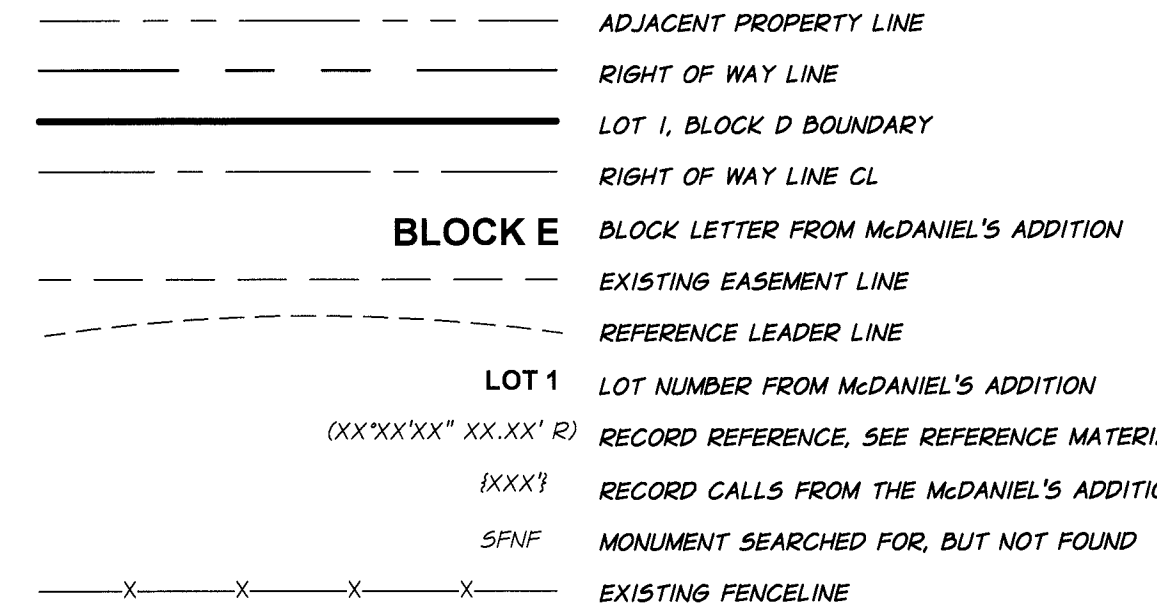 ADJACENT PROPERTY LINE
RIGHT OF WAY LINE
LOT 1, BLOCK D BOUNDARY
RIGHT OF WAY LINE CL
BLOCK E BLOCK LETTER FROM McDANIEL'S ADDITION
EXISTING EASEMENT LINE
REFERENCE LEADER LINE
LOT 1 LOT NUMBER FROM McDANIEL'S ADDITION
(XX°XX'XX" XX.XX' R) RECORD REFERENCE, SEE REFERENCE
{XXX'} RECORD CALLS FROM THE McDANIEL'S
SFNF MONUMENT SEARCHED FOR, BUT NOT FOUND
X X X X EXISTING FENCELINE